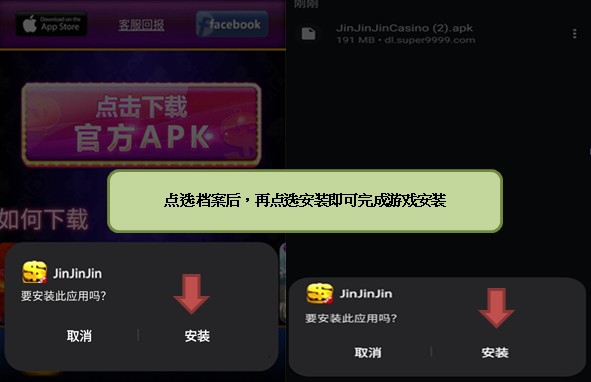 Download on the
App Store
客服回报
facebook
点击下载
官方APK
如何下载
JinJinJin
要安装此应用吗?
取消
安装
刚刚
JinJinJinCasino (2).apk
191 MB • dl.super9999.com
点选档案后，再点选安装即可完成游戏安装
JinJinJin
要安装此应用吗?
取消
安装